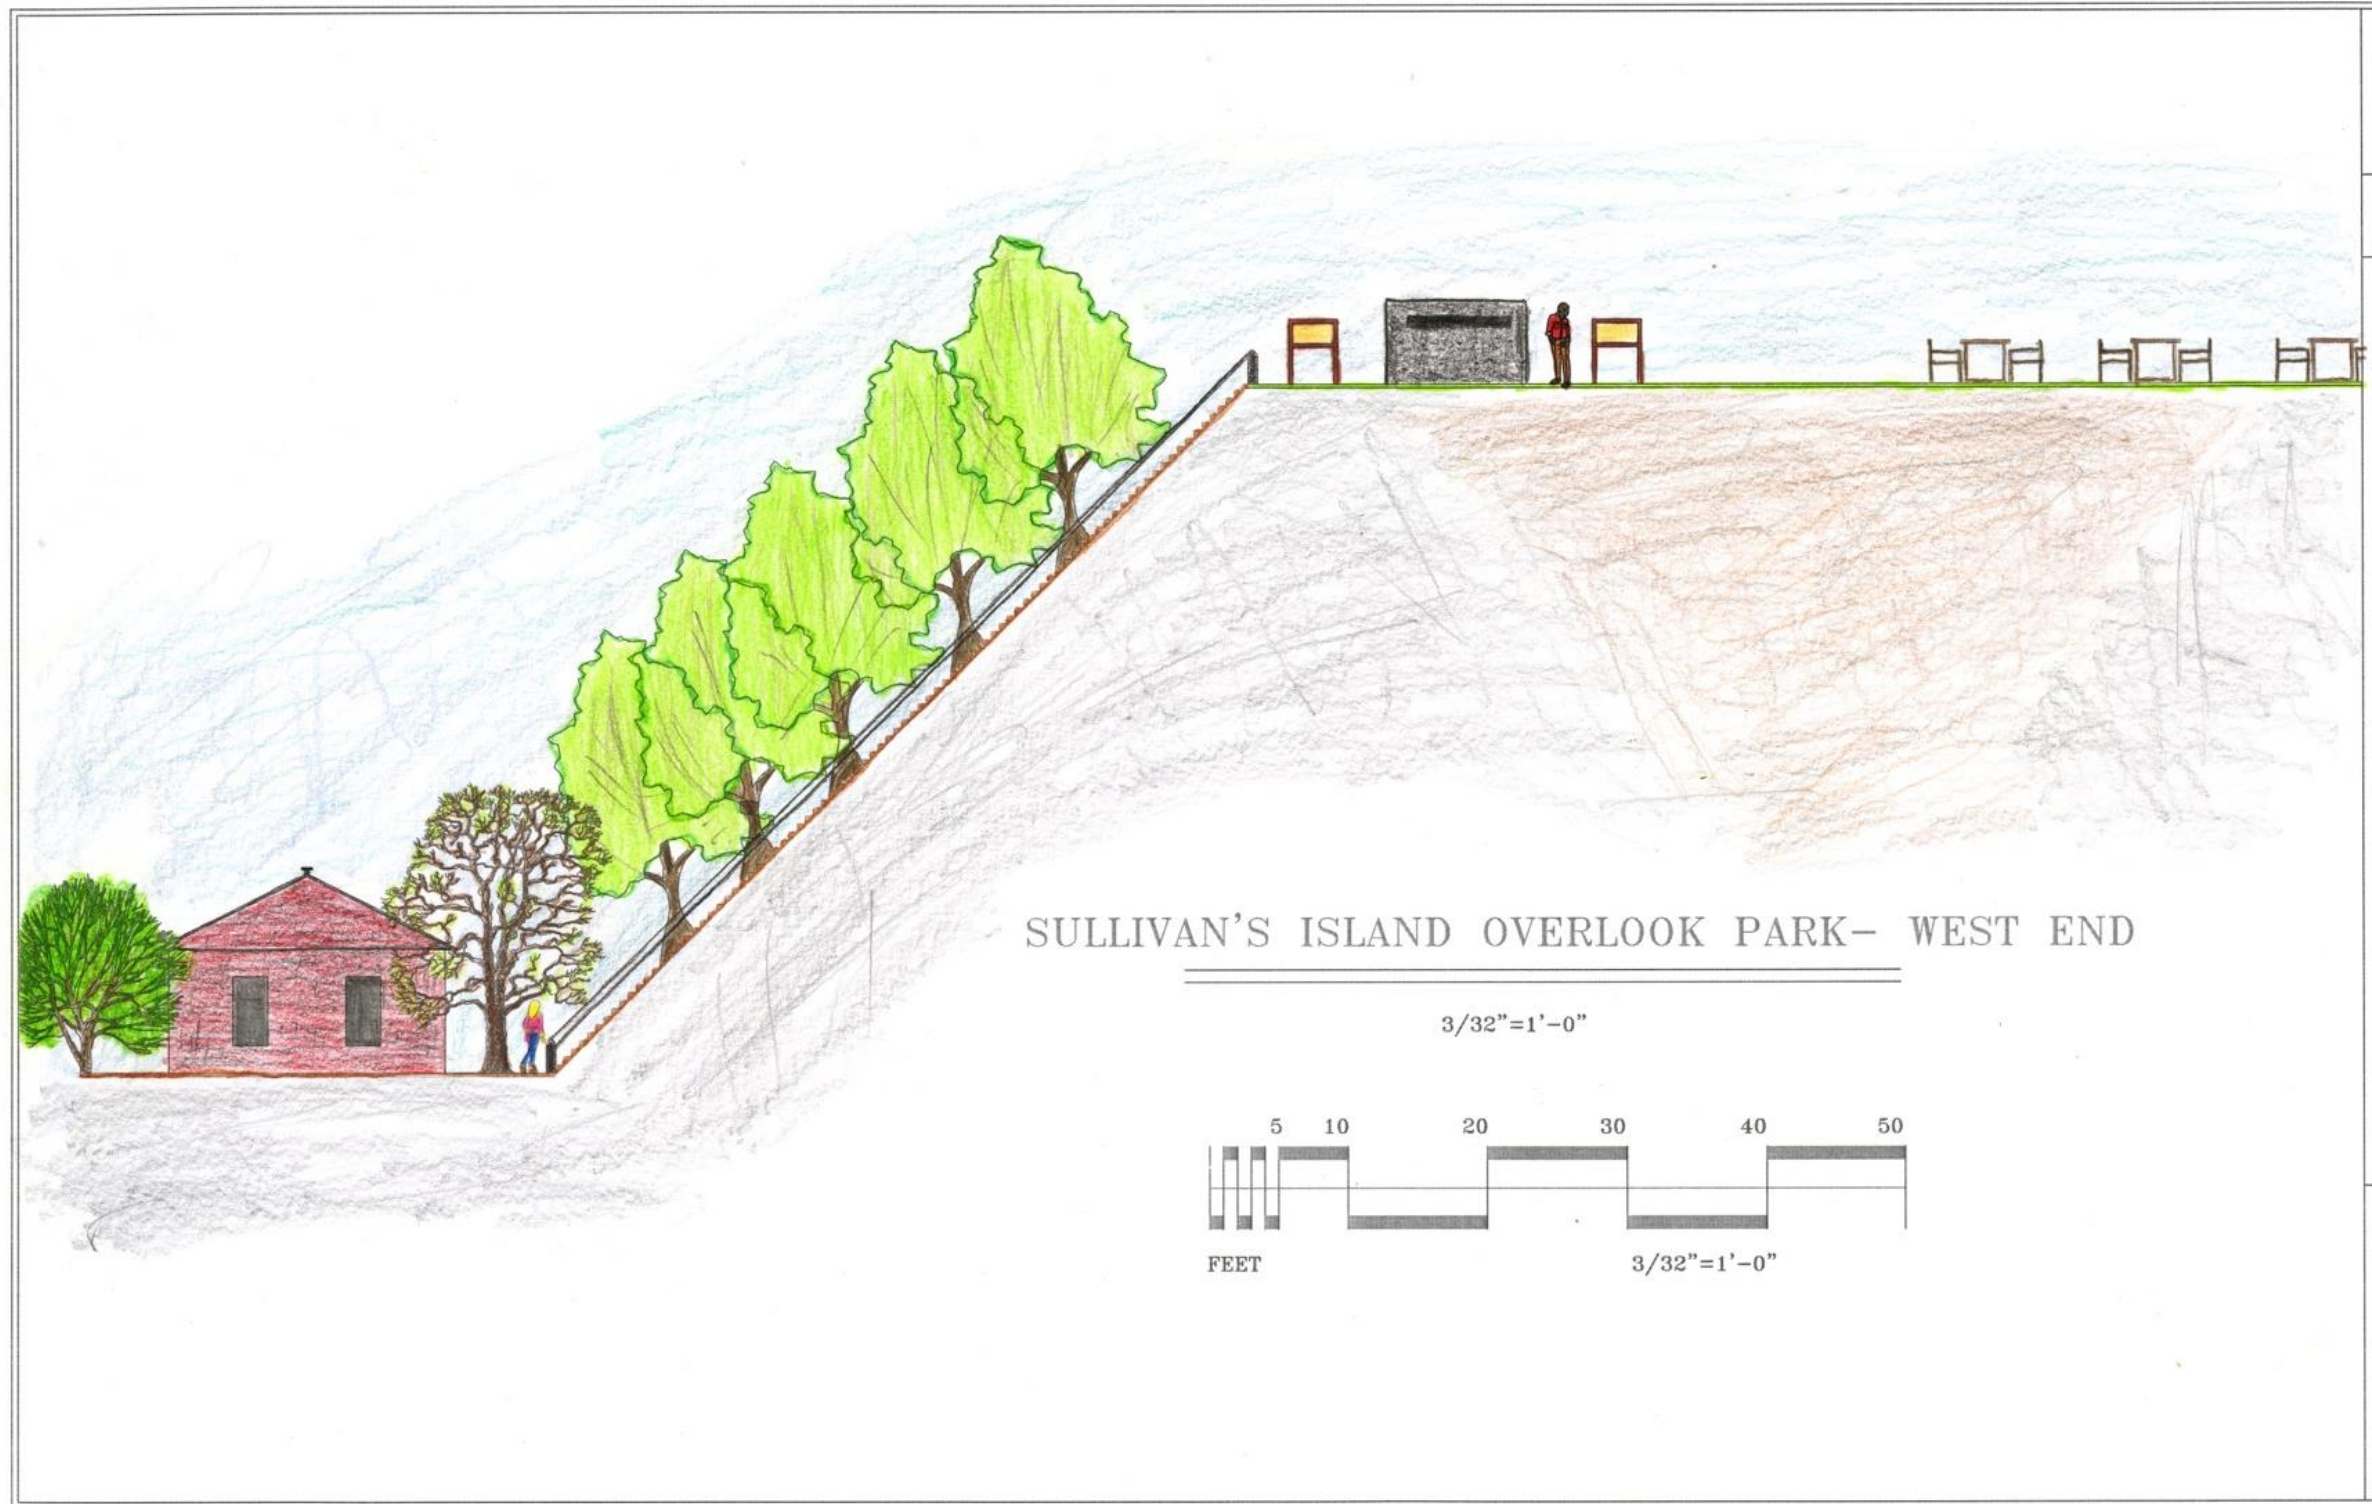 SULLIVAN'S ISLAND OVERLOOK PARK- WEST END
3/32"=1'-0"
5 10 20 30 40 50
FEET 3/32"=1'-0"